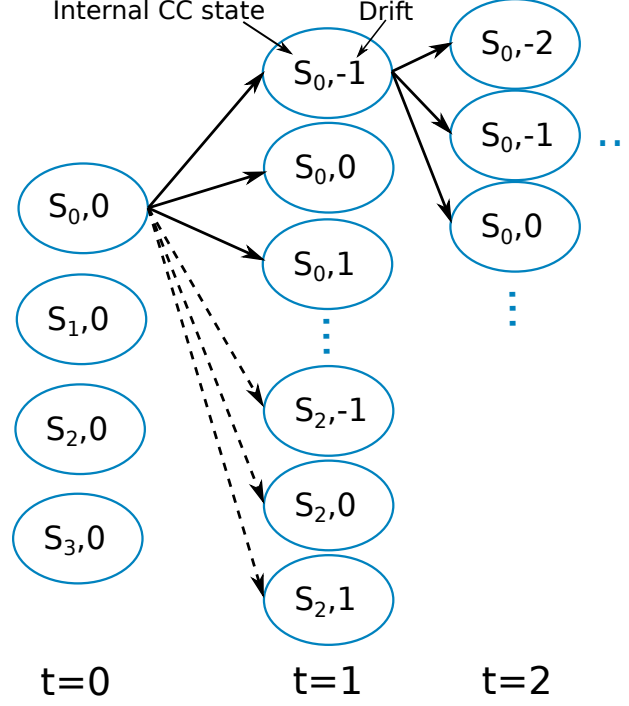 Internal CC state
Drift
S₀,0
S₁,0
S₂,0
S₃,0
t=0
S₀,-1
S₀,0
S₀,1
S₂,-1
S₂,0
S₂,1
t=1
S₀,-2
S₀,-1
S₀,0
t=2